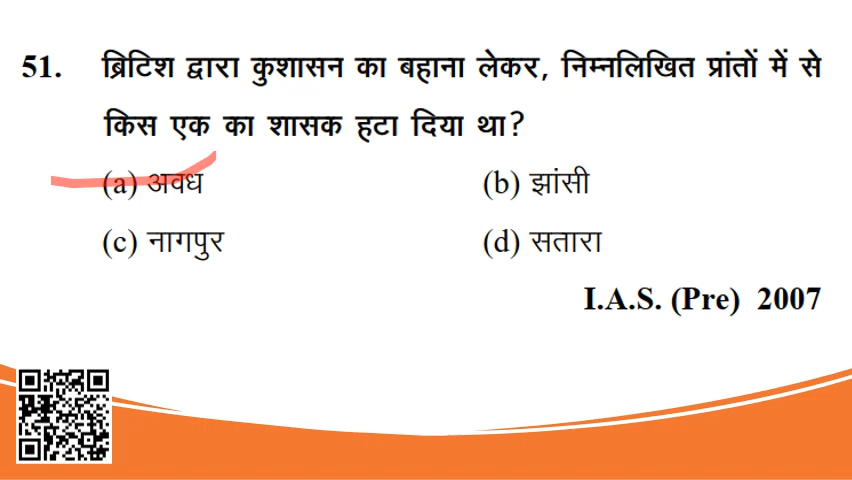 51. ब्रिटिश द्वारा कुशासन का बहाना लेकर, निम्नलिखित प्रांतों में से
किस एक का शासक हटा दिया था?
(a) अवध (b) झांसी
(c) नागपुर (d) सतारा
I.A.S. (Pre) 2007